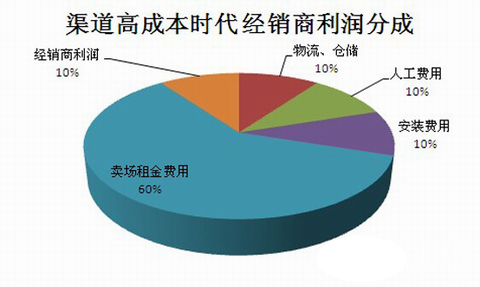 渠道高成本时代 经销商利润分成
经销商利润
10%
物流、仓储
10%
人工费用
10%
安装费用
10%
卖场租金费用
60%